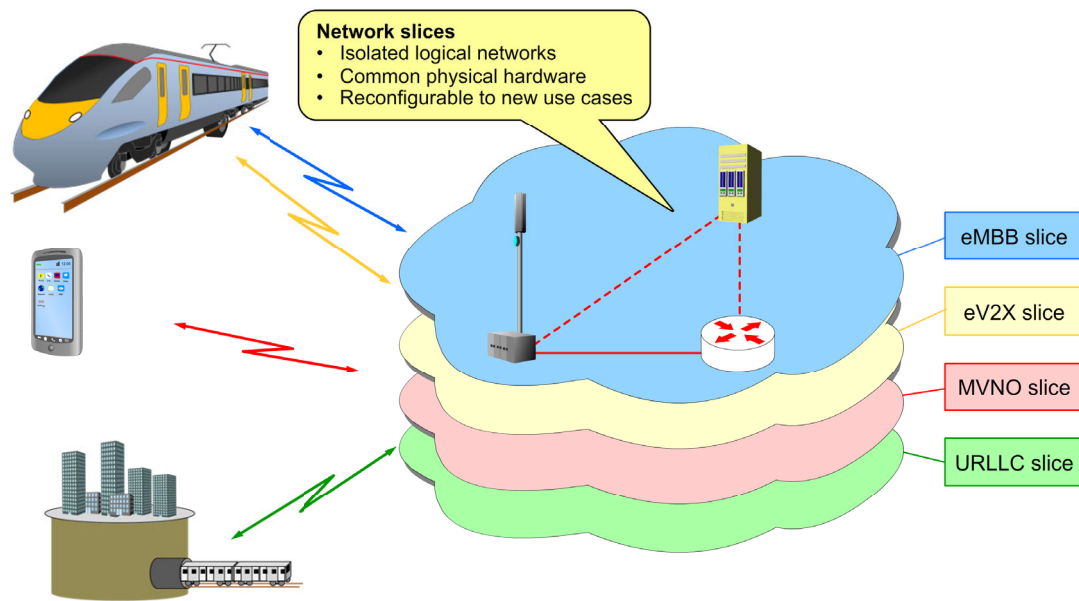 Network slices
• Isolated logical networks
• Common physical hardware
• Reconfigurable to new use cases
eMBB slice
eV2X slice
MVNO slice
URLLC slice